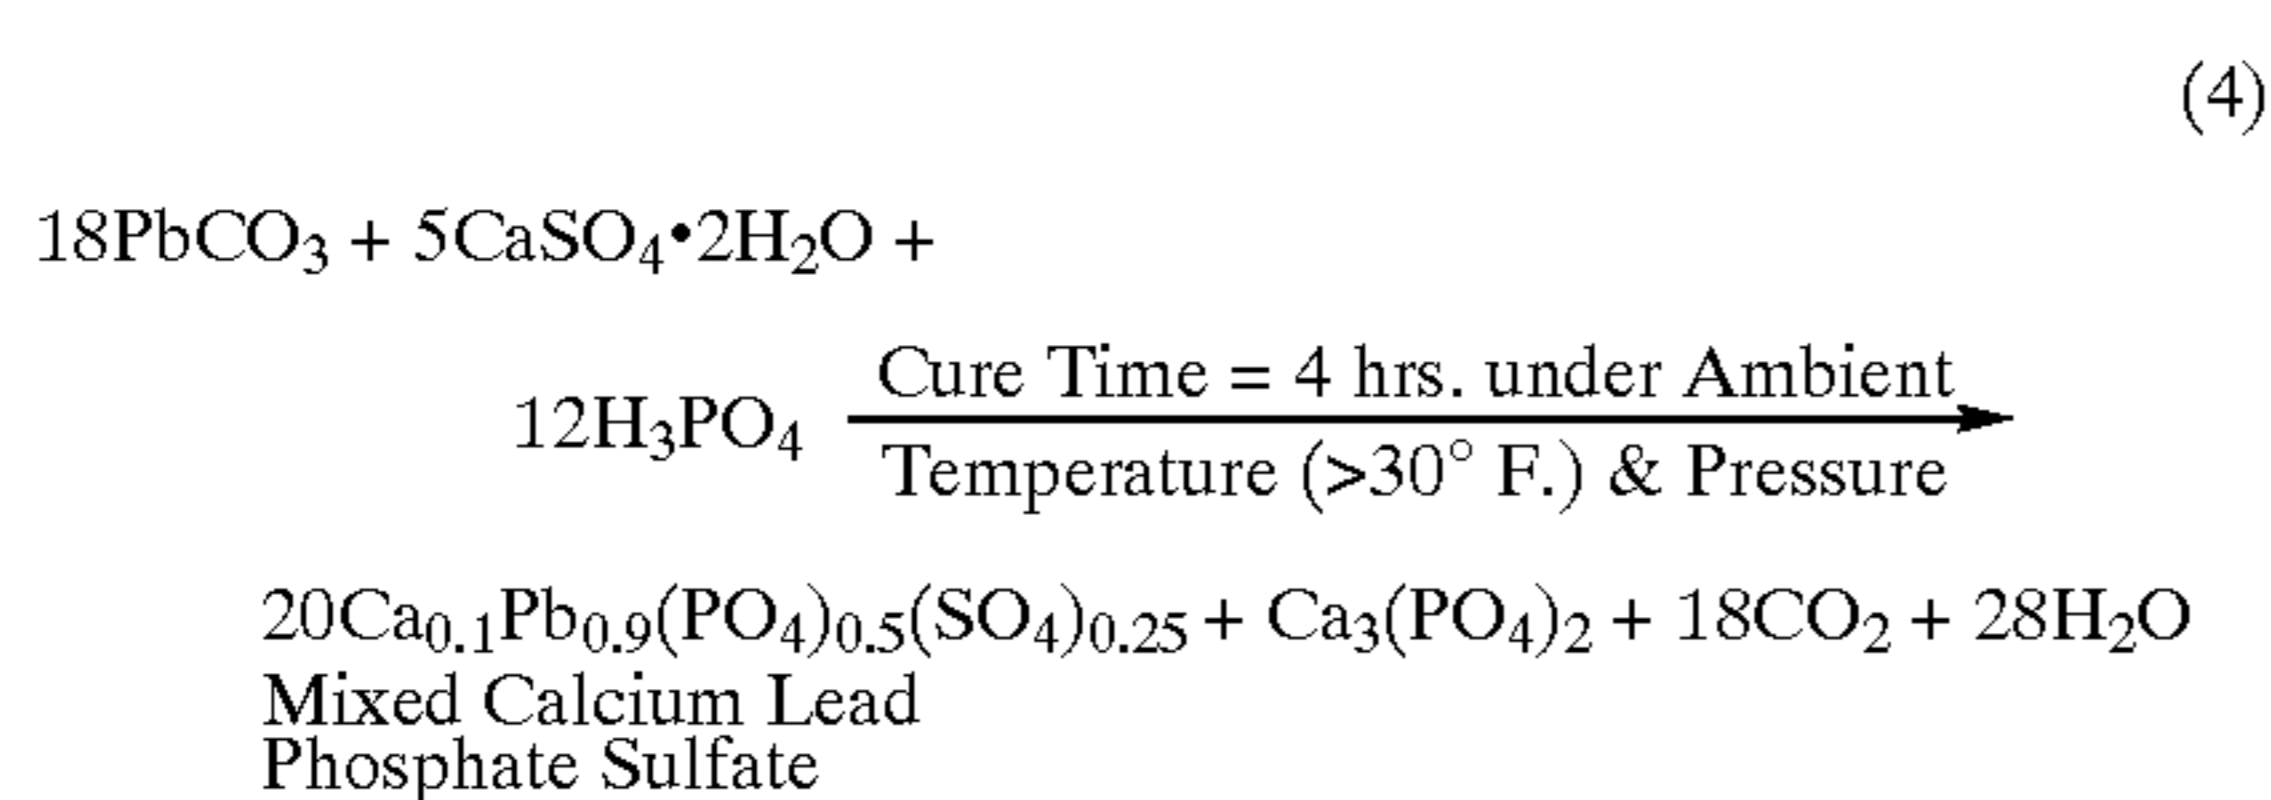 (4)
18PbCO₃ + 5CaSO₄•2H₂O +
Cure Time = 4 hrs. under Ambient
12H₃PO₄
Temperature (>30° F.) & Pressure
20Ca₀.₁Pb₀.₉(PO₄)₀.₅(SO₄)₀.₂₅ + Ca₃(PO₄)₂ + 18CO₂ + 28H₂O
Mixed Calcium Lead
Phosphate Sulfate